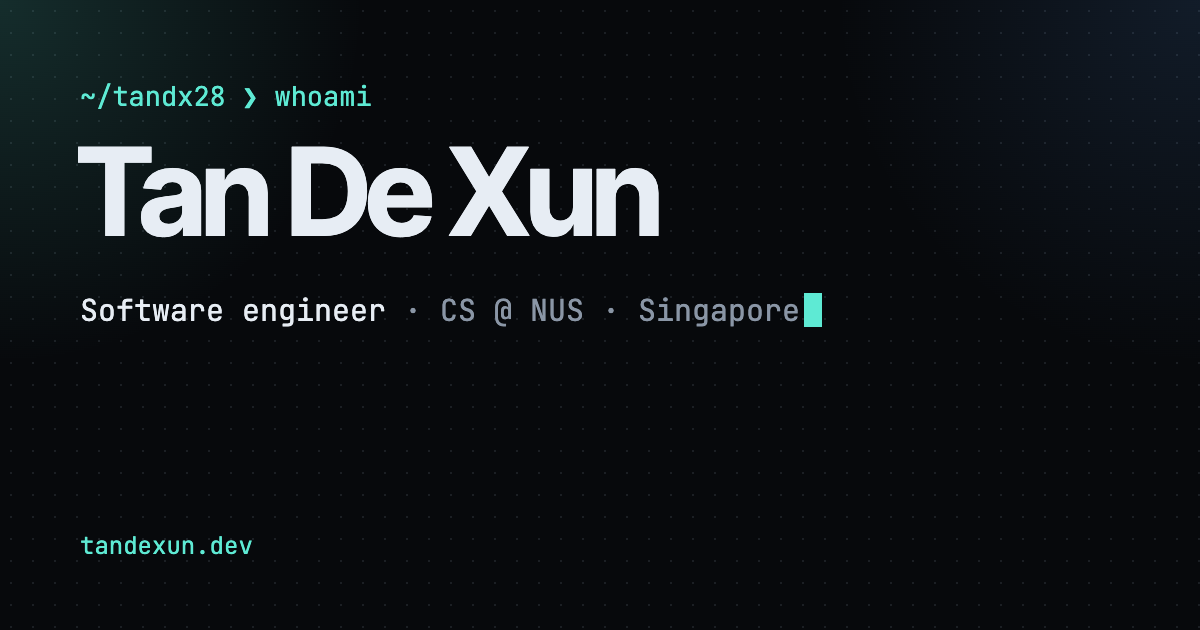 ~/tandx28 ❯ whoami
Tan De Xun
Software engineer · CS @ NUS · Singapore
tandexun.dev